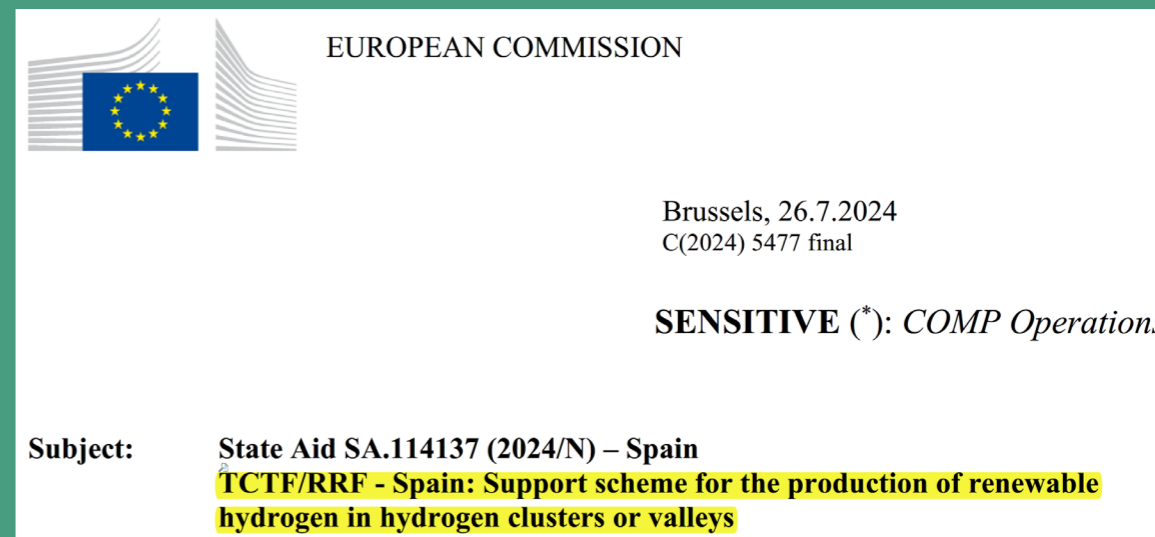 EUROPEAN COMMISSION
Brussels, 26.7.2024
C(2024) 5477 final
SENSITIVE (*): COMP Operations
Subject: State Aid SA.114137 (2024/N) – Spain
TCTF/RRF - Spain: Support scheme for the production of renewable
hydrogen in hydrogen clusters or valleys